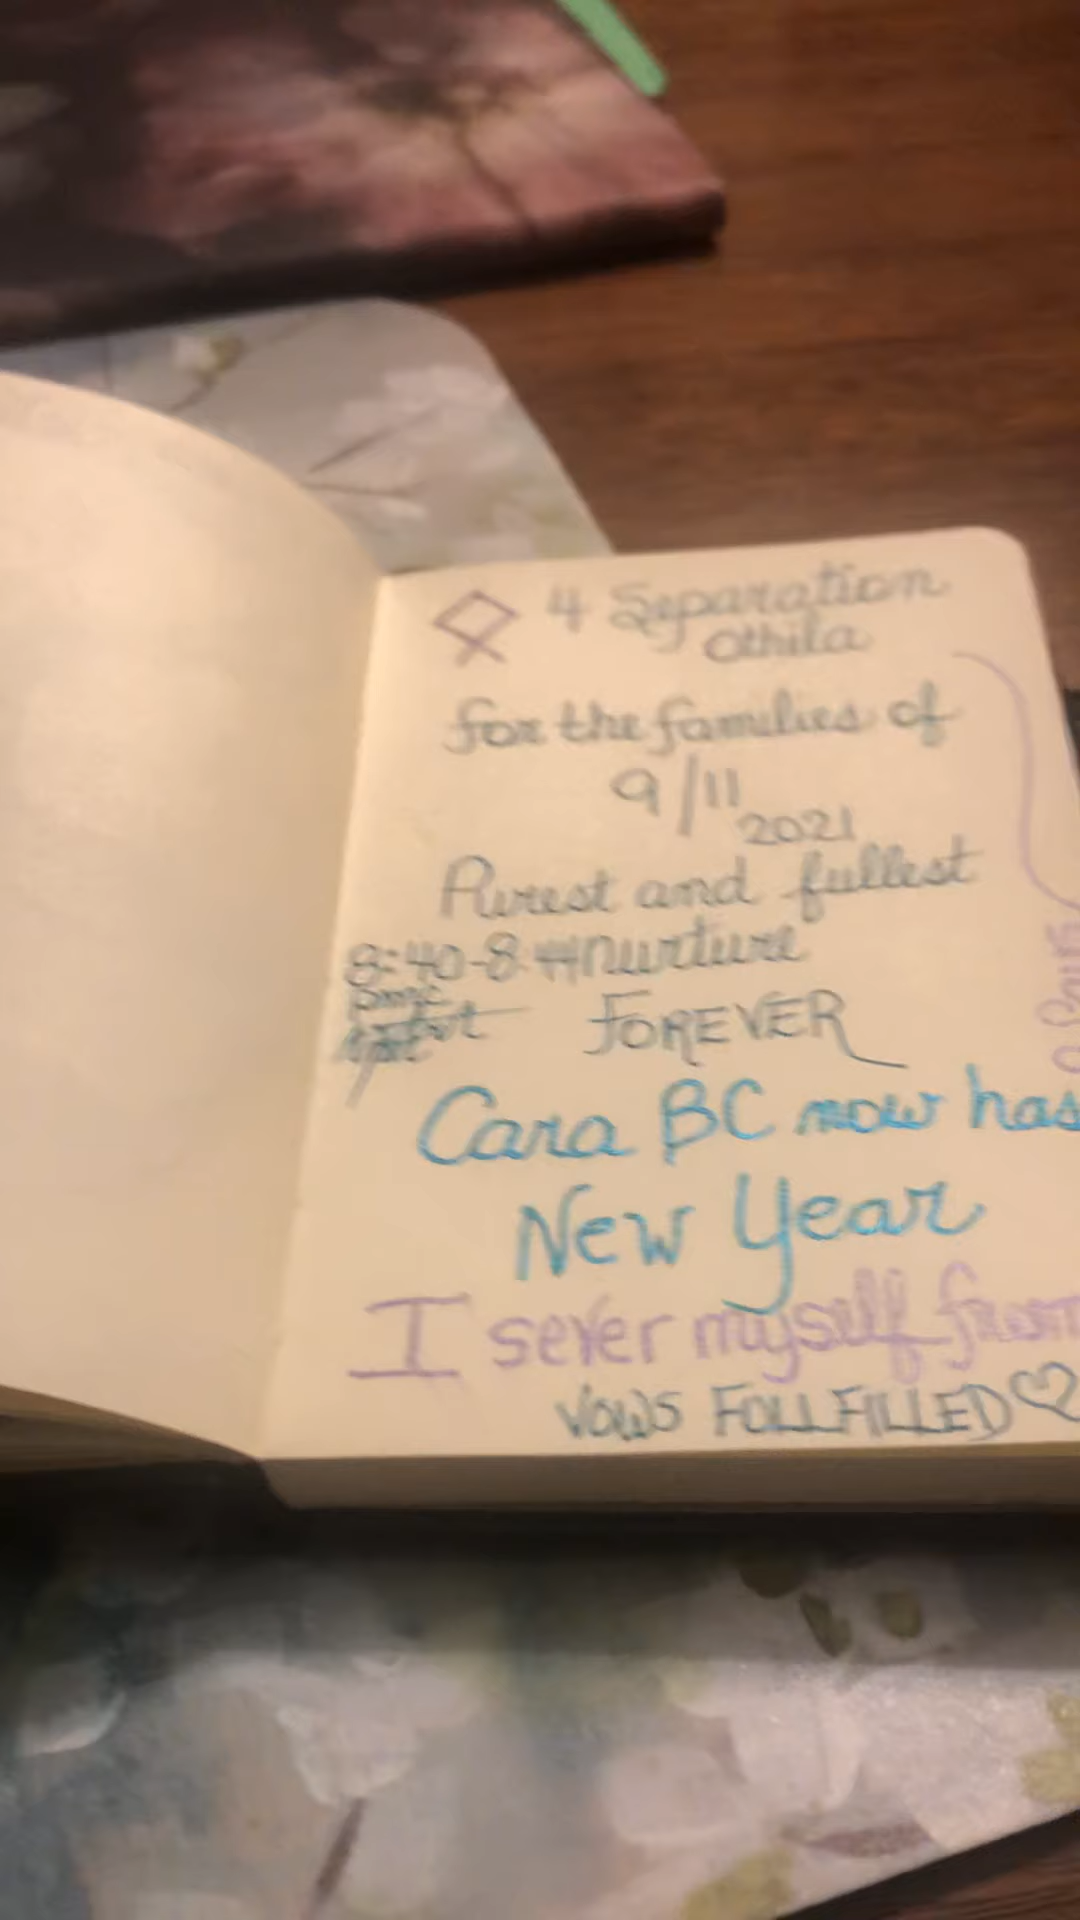 4 Separation
Othila
for the families of
9/11
2021
Purest and fullest
8:40-8:44 nurture
FOREVER
Cara BC now has
New Year
I sever myself from
VOWS FOLLFILLED